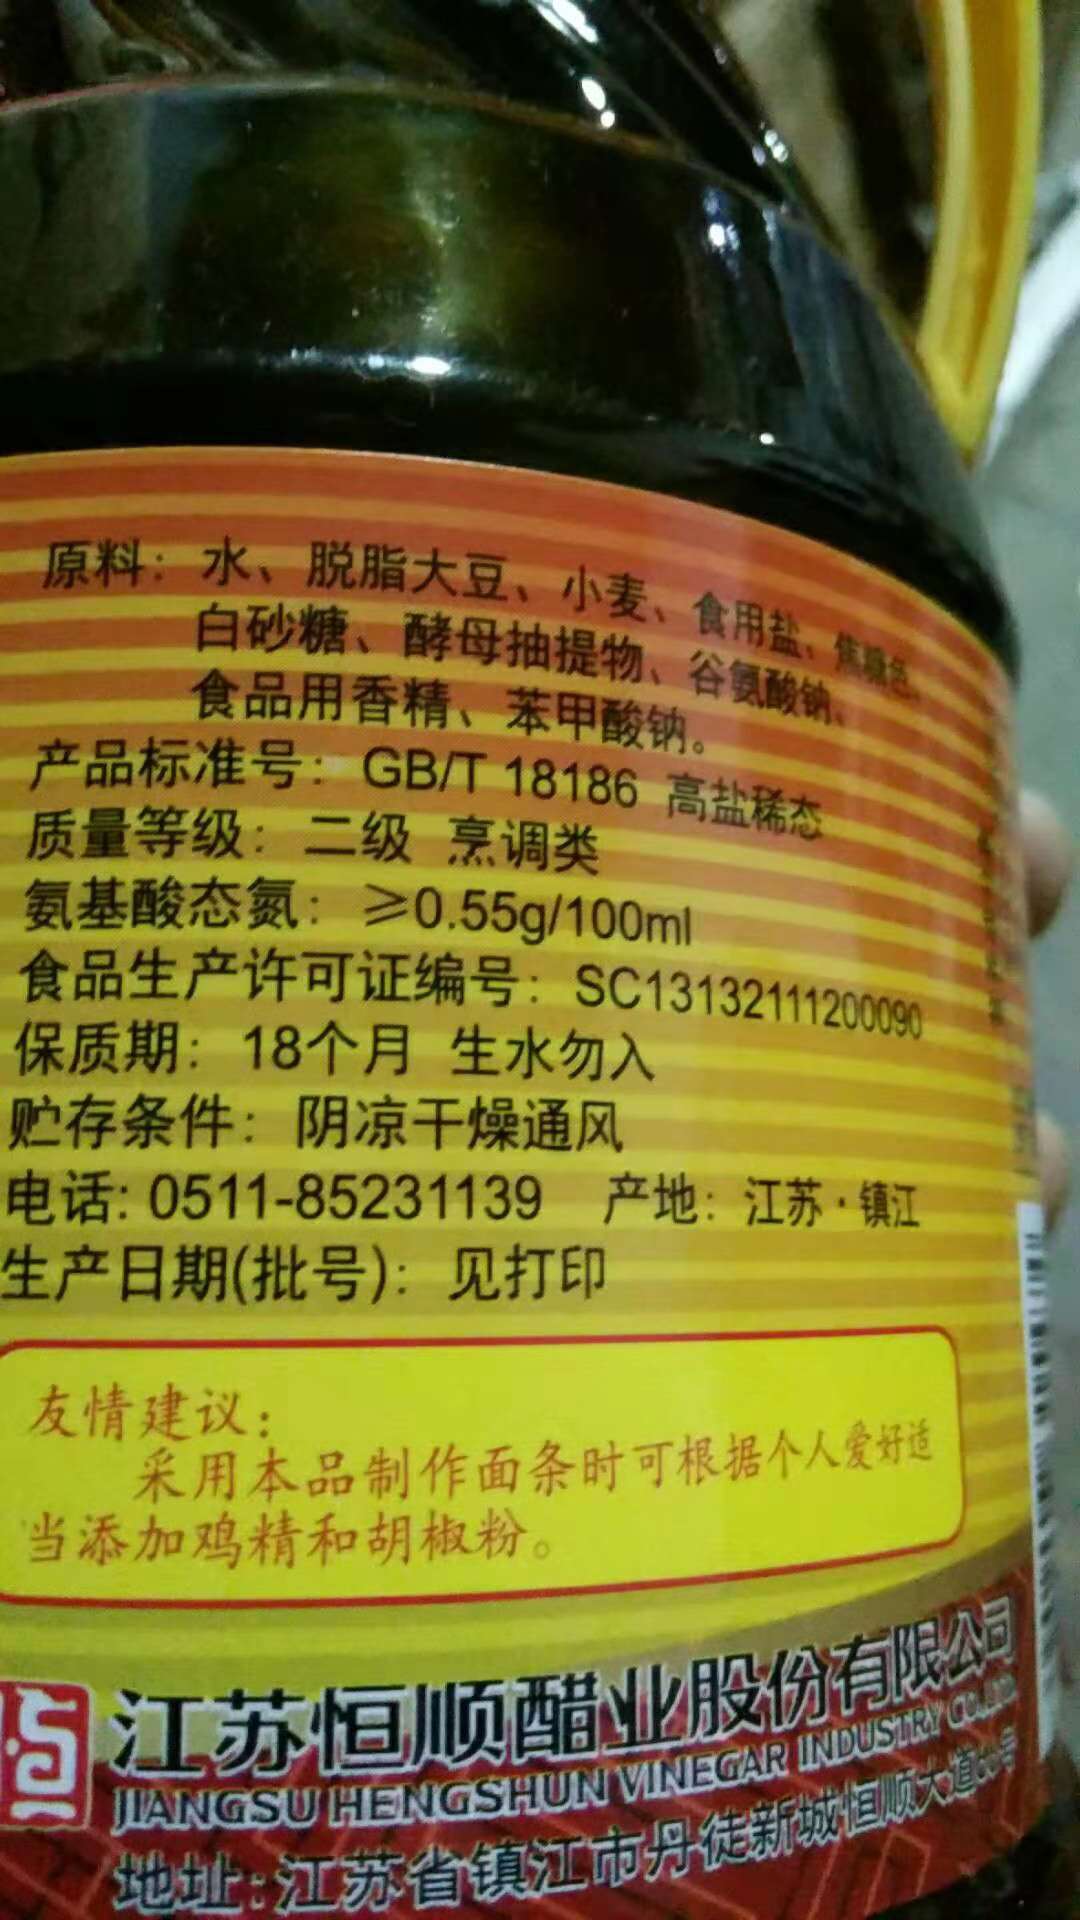 原料：水、脱脂大豆、小麦、食用盐、焦糖色、
白砂糖、酵母抽提物、谷氨酸钠、
食品用香精、苯甲酸钠。
产品标准号：GB/T 18186 高盐稀态
质量等级：二级 烹调类
氨基酸态氮：≥0.55g/100ml
食品生产许可证编号：SC13132111200090
保质期：18个月 生水勿入
贮存条件：阴凉干燥通风
电话：0511-85231139 产地：江苏·镇江
生产日期(批号)：见打印
友情建议：
采用本品制作面条时可根据个人爱好适
当添加鸡精和胡椒粉。
江苏恒顺醋业股份有限公司
JIANGSU HENGSHUN VINEGAR INDUSTRY CO.,LTD.
地址：江苏省镇江市丹徒新城恒顺大道 号